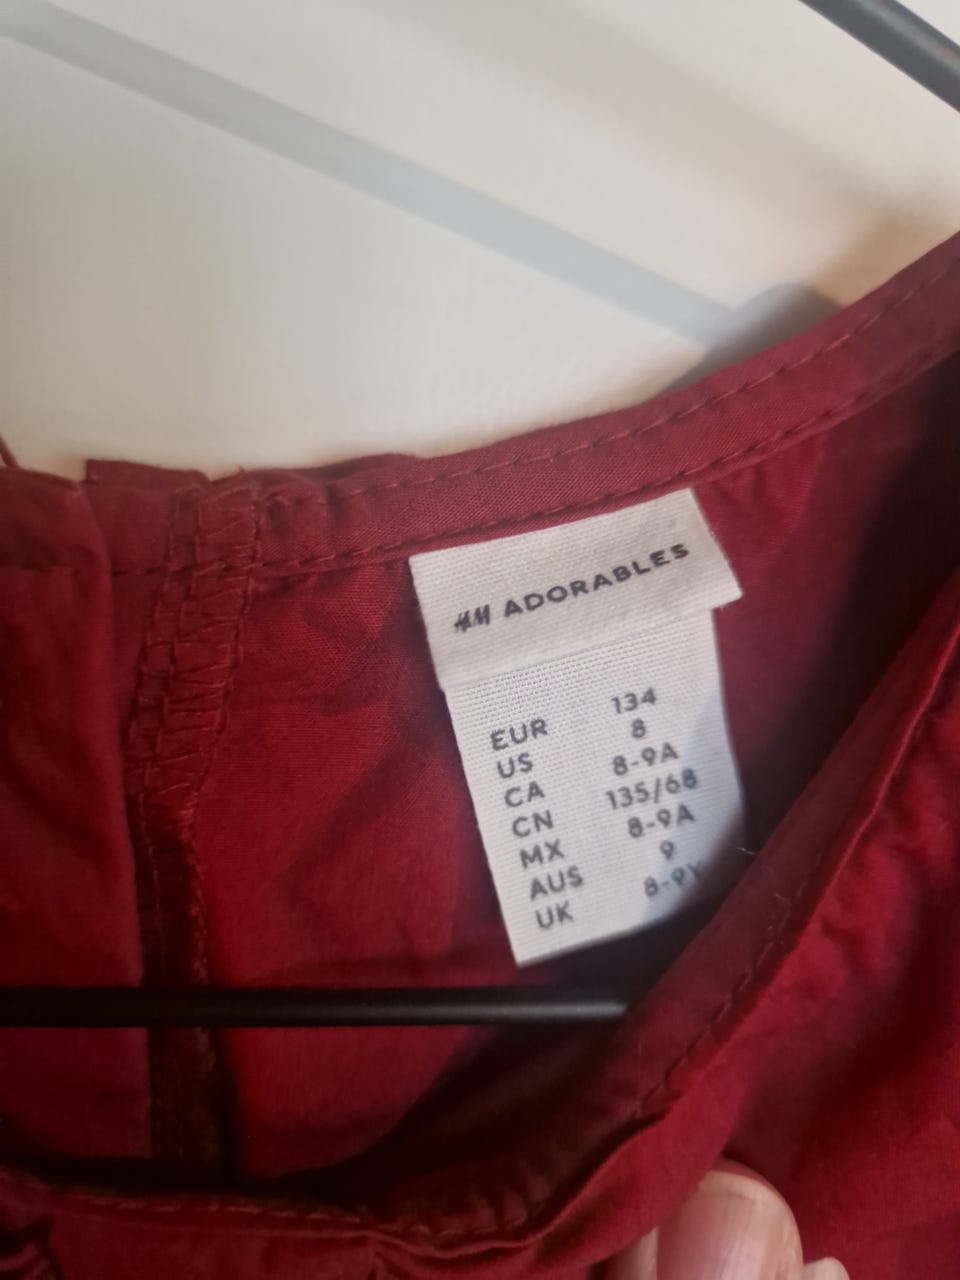 H&M ADORABLES
EUR 134
US 8
CA 8-9A
CN 135/68
MX 8-9A
AUS 9
UK 8-9Y